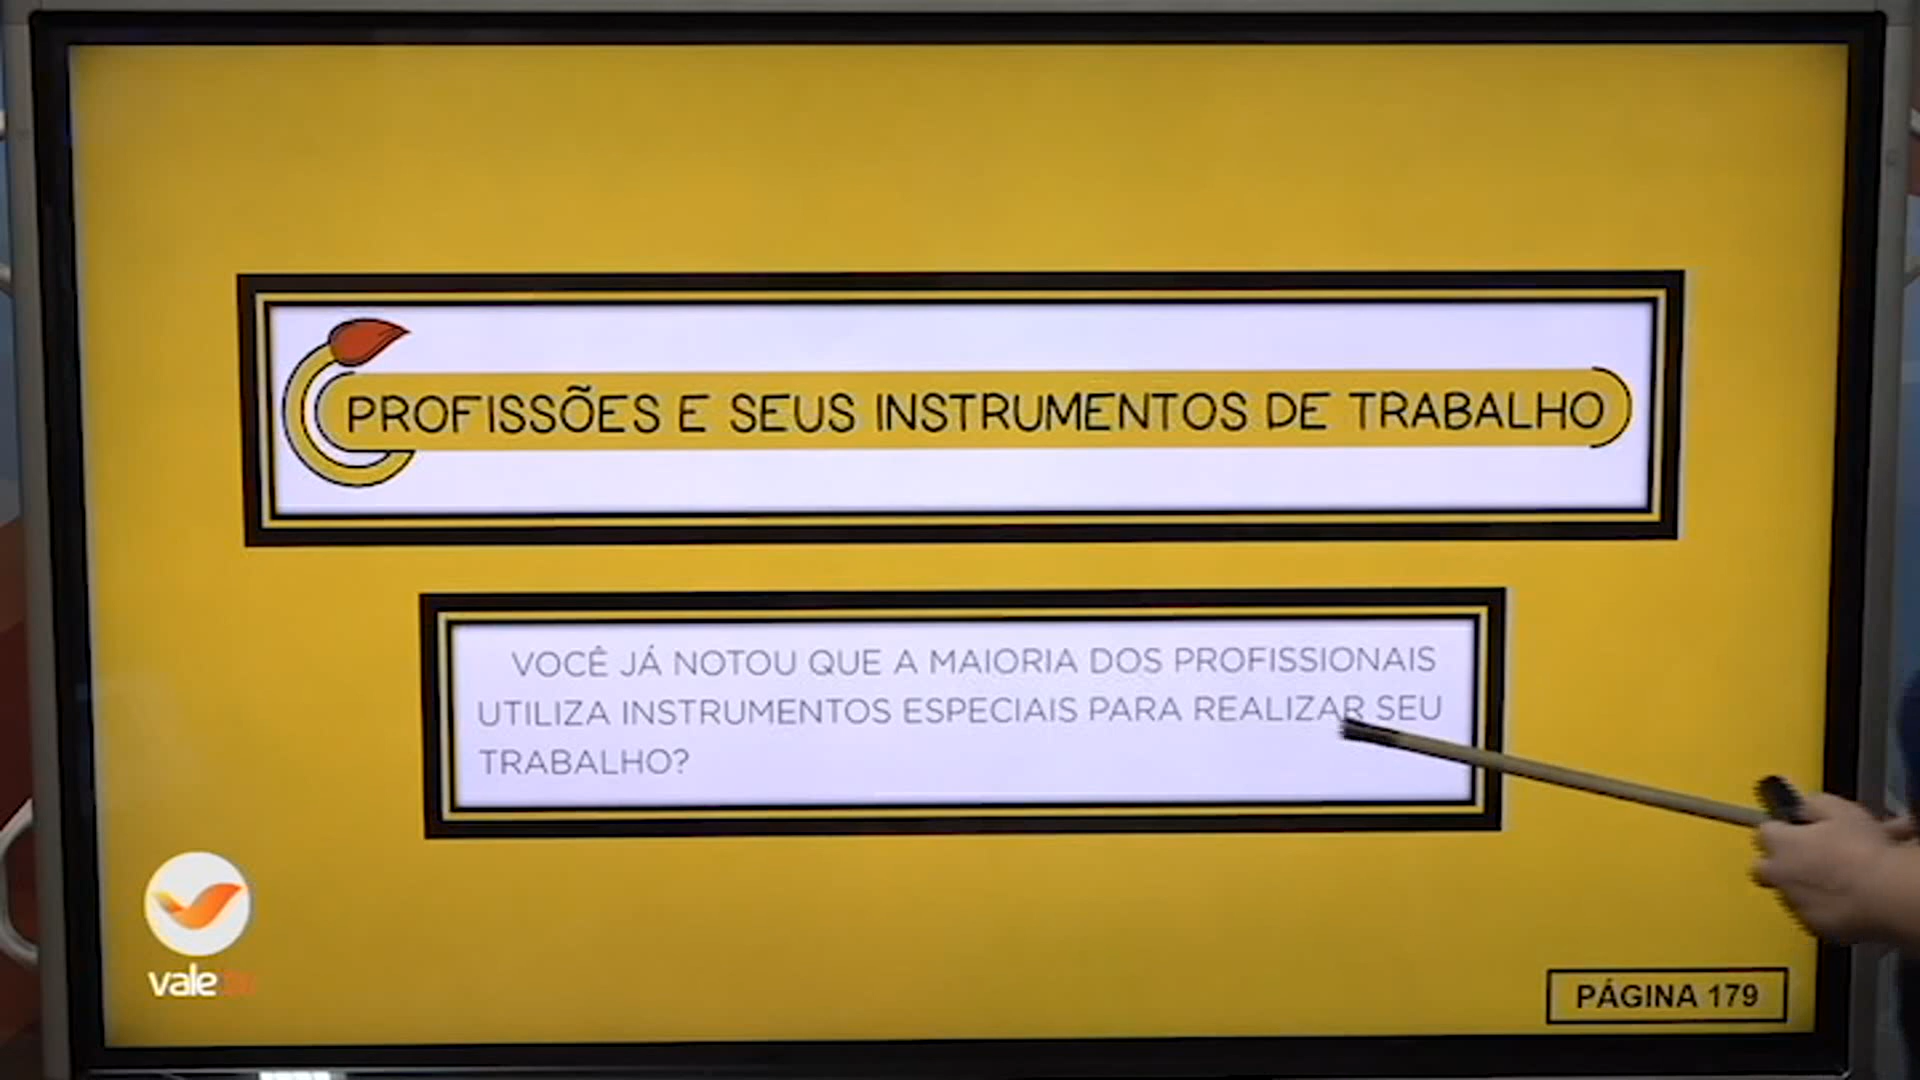 PROFISSÕES E SEUS INSTRUMENTOS DE TRABALHO
VOCÊ JÁ NOTOU QUE A MAIORIA DOS PROFISSIONAIS
UTILIZA INSTRUMENTOS ESPECIAIS PARA REALIZAR SEU
TRABALHO?
vale tv
PÁGINA 179